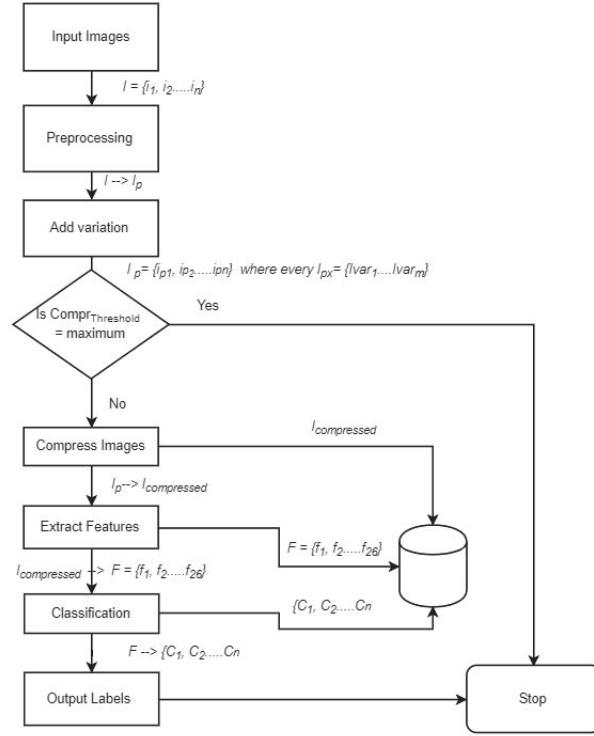 Input Images
I = {i1, i2.....in}
Preprocessing
I --> Ip
Add variation
I p= {ip1, ip2.....ipn} where every Ipx= {Ivar1....Ivarm}
Is ComprThreshold
= maximum
Yes
No
Compress Images
Icompressed
Ip--> Icompressed
Extract Features
F = {f1, f2.....f26}
Icompressed --> F = {f1, f2.....f26}
Classification
{C1, C2.....Cn
F --> {C1, C2.....Cn
Output Labels
Stop